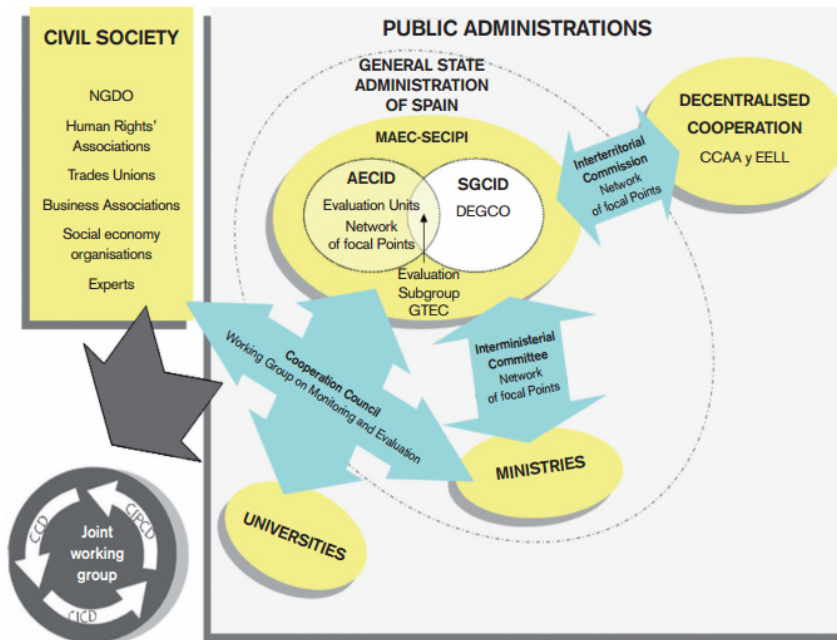 CIVIL SOCIETY
NGDO
Human Rights'
Associations
Trades Unions
Business Associations
Social economy
organisations
Experts
PUBLIC ADMINISTRATIONS
GENERAL STATE
ADMINISTRATION
OF SPAIN
MAEC-SECIPI
AECID
Evaluation Units
Network
of focal Points
SGCID
DEGCO
Evaluation
Subgroup
GTEC
DECENTRALISED
COOPERATION
CCAA y EELL
Interterritorial
Commission
Network
of focal Points
Interministerial
Committee
Network
of focal Points
Cooperation Council
Working Group on Monitoring and Evaluation
MINISTRIES
UNIVERSITIES
CCD
CIPCD
Joint
working
group
CICD